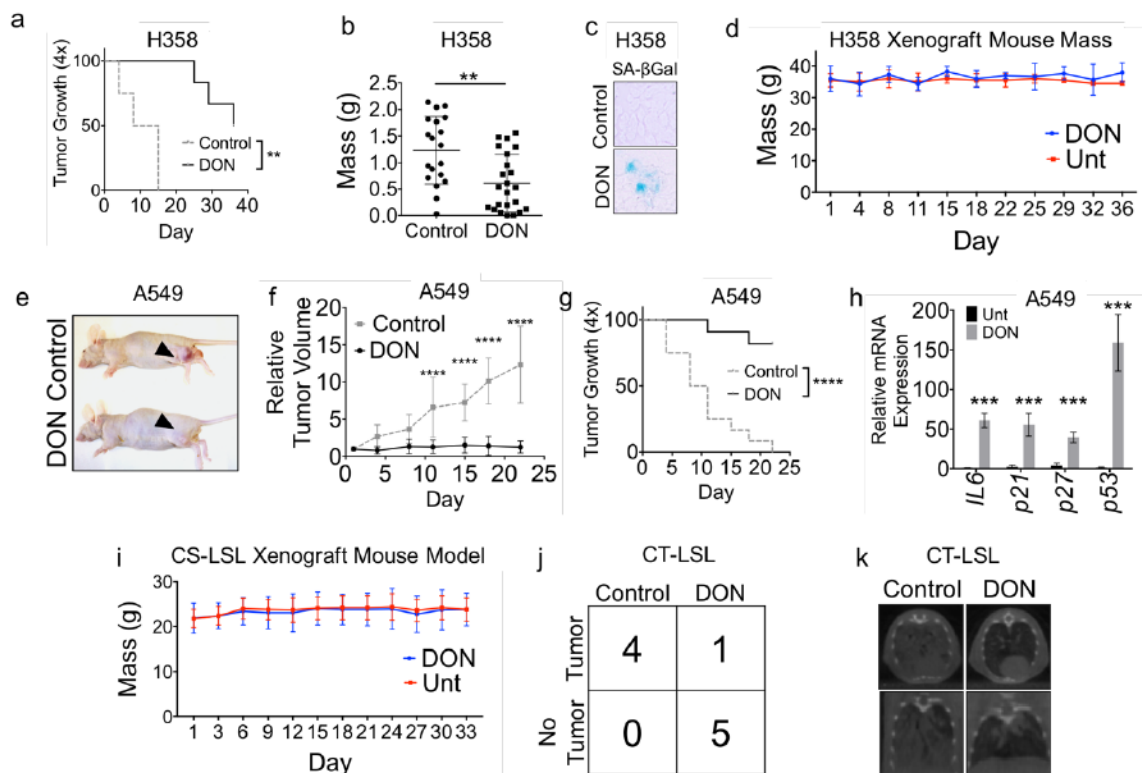 a
H358
Tumor Growth (4x)
100
50
0
0 10 20 30 40
Day
Control
DON
**
b
H358
**
Mass (g)
2.5
2.0
1.5
1.0
0.5
0.0
Control DON
c
H358
SA-βGal
Control
DON
d
H358 Xenograft Mouse Mass
Mass (g)
40
30
20
10
0
DON
Unt
1 4 8 11 15 18 22 25 29 32 36
Day
e
A549
DON Control
f
A549
Relative
Tumor Volume
20
15
10
5
0
Control
DON
**** **** **** ****
0 5 10 15 20 25
Day
g
A549
Tumor Growth (4x)
100
50
0
Control
DON
****
0 5 10 15 20 25
Day
h
A549
Relative mRNA
Expression
200
150
100
50
0
Unt
DON
*** *** *** ***
IL6 p21 p27 p53
i
CS-LSL Xenograft Mouse Model
Mass (g)
30
20
10
0
DON
Unt
1 3 6 9 12 15 18 21 24 27 30 33
Day
j
CT-LSL
Control DON
Tumor
4 1
No
Tumor
0 5
k
CT-LSL
Control DON